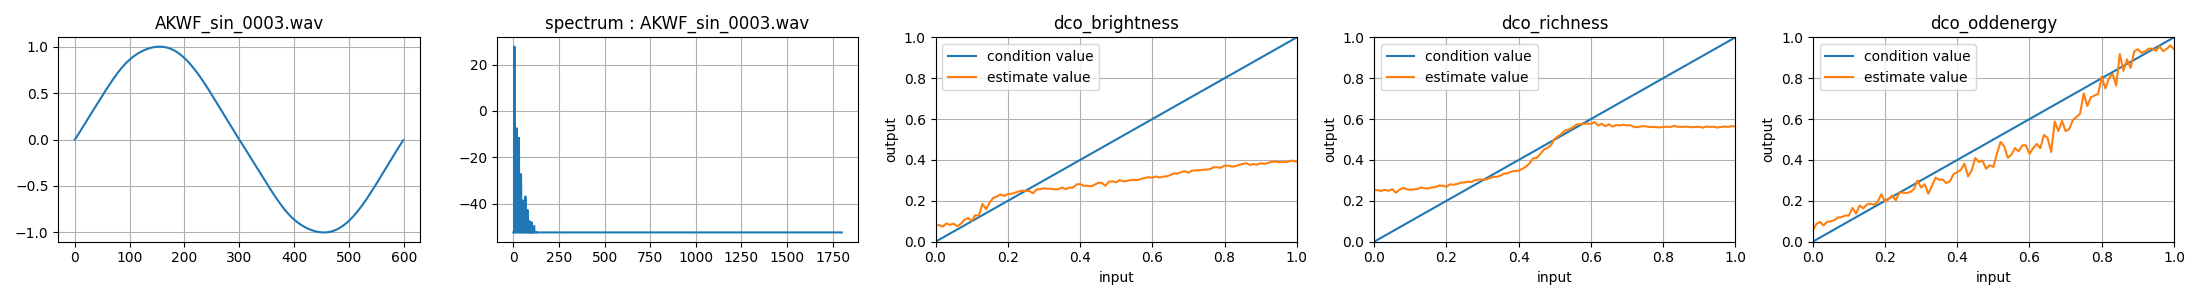 AKWF_sin_0003.wav
1.0
0.5
0.0
−0.5
−1.0
0 100 200 300 400 500 600
spectrum : AKWF_sin_0003.wav
20
0
−20
−40
0 250 500 750 1000 1250 1500 1750
dco_brightness
condition value
estimate value
output
1.0
0.8
0.6
0.4
0.2
0.0
0.0 0.2 0.4 0.6 0.8 1.0
input
dco_richness
condition value
estimate value
output
1.0
0.8
0.6
0.4
0.2
0.0
0.0 0.2 0.4 0.6 0.8 1.0
input
dco_oddenergy
condition value
estimate value
output
1.0
0.8
0.6
0.4
0.2
0.0
0.0 0.2 0.4 0.6 0.8 1.0
input